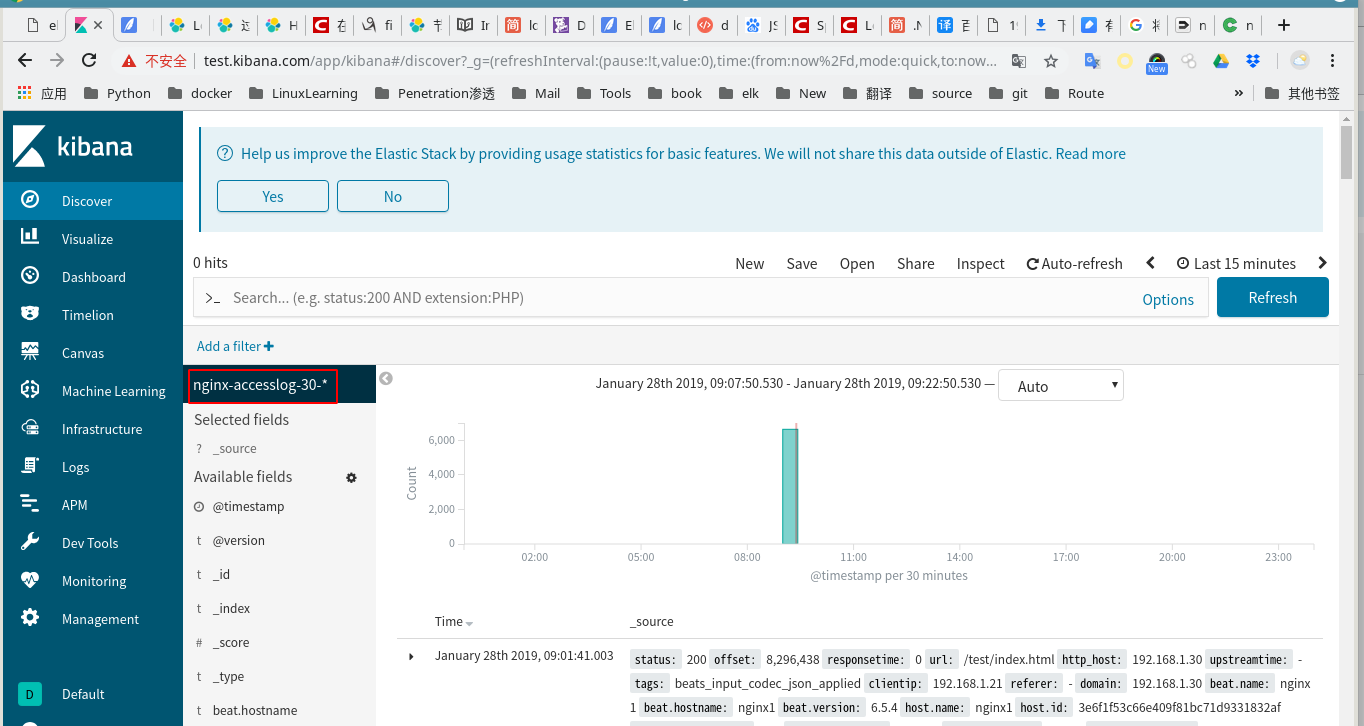 不安全 test.kibana.com/app/kibana#/discover?_g=(refreshInterval:(pause:!t,value:0),time:(from:now%2Fd,mode:quick,to:now...
New
应用 Python docker LinuxLearning Penetration渗透 Mail Tools book elk New 翻译 source git Route » 其他书签
kibana
Discover
Visualize
Dashboard
Timelion
Canvas
Machine Learning
Infrastructure
Logs
APM
Dev Tools
Monitoring
Management
D Default
Help us improve the Elastic Stack by providing usage statistics for basic features. We will not share this data outside of Elastic. Read more
Yes No
0 hits New Save Open Share Inspect Auto-refresh Last 15 minutes
>_ Search... (e.g. status:200 AND extension:PHP) Options Refresh
Add a filter +
nginx-accesslog-30-*
Selected fields
? _source
Available fields
@timestamp
t @version
t _id
t _index
# _score
t _type
t beat.hostname
January 28th 2019, 09:07:50.530 - January 28th 2019, 09:22:50.530 — Auto
Count
6,000
4,000
2,000
0
02:00 05:00 08:00 11:00 14:00 17:00 20:00 23:00
@timestamp per 30 minutes
Time _source
January 28th 2019, 09:01:41.003 status: 200 offset: 8,296,438 responsetime: 0 url: /test/index.html http_host: 192.168.1.30 upstreamtime: -
tags: beats_input_codec_json_applied clientip: 192.168.1.21 referer: - domain: 192.168.1.30 beat.name: nginx
1 beat.hostname: nginx1 beat.version: 6.5.4 host.name: nginx1 host.id: 3e6f1f53c66e409f81bc71d9331832af